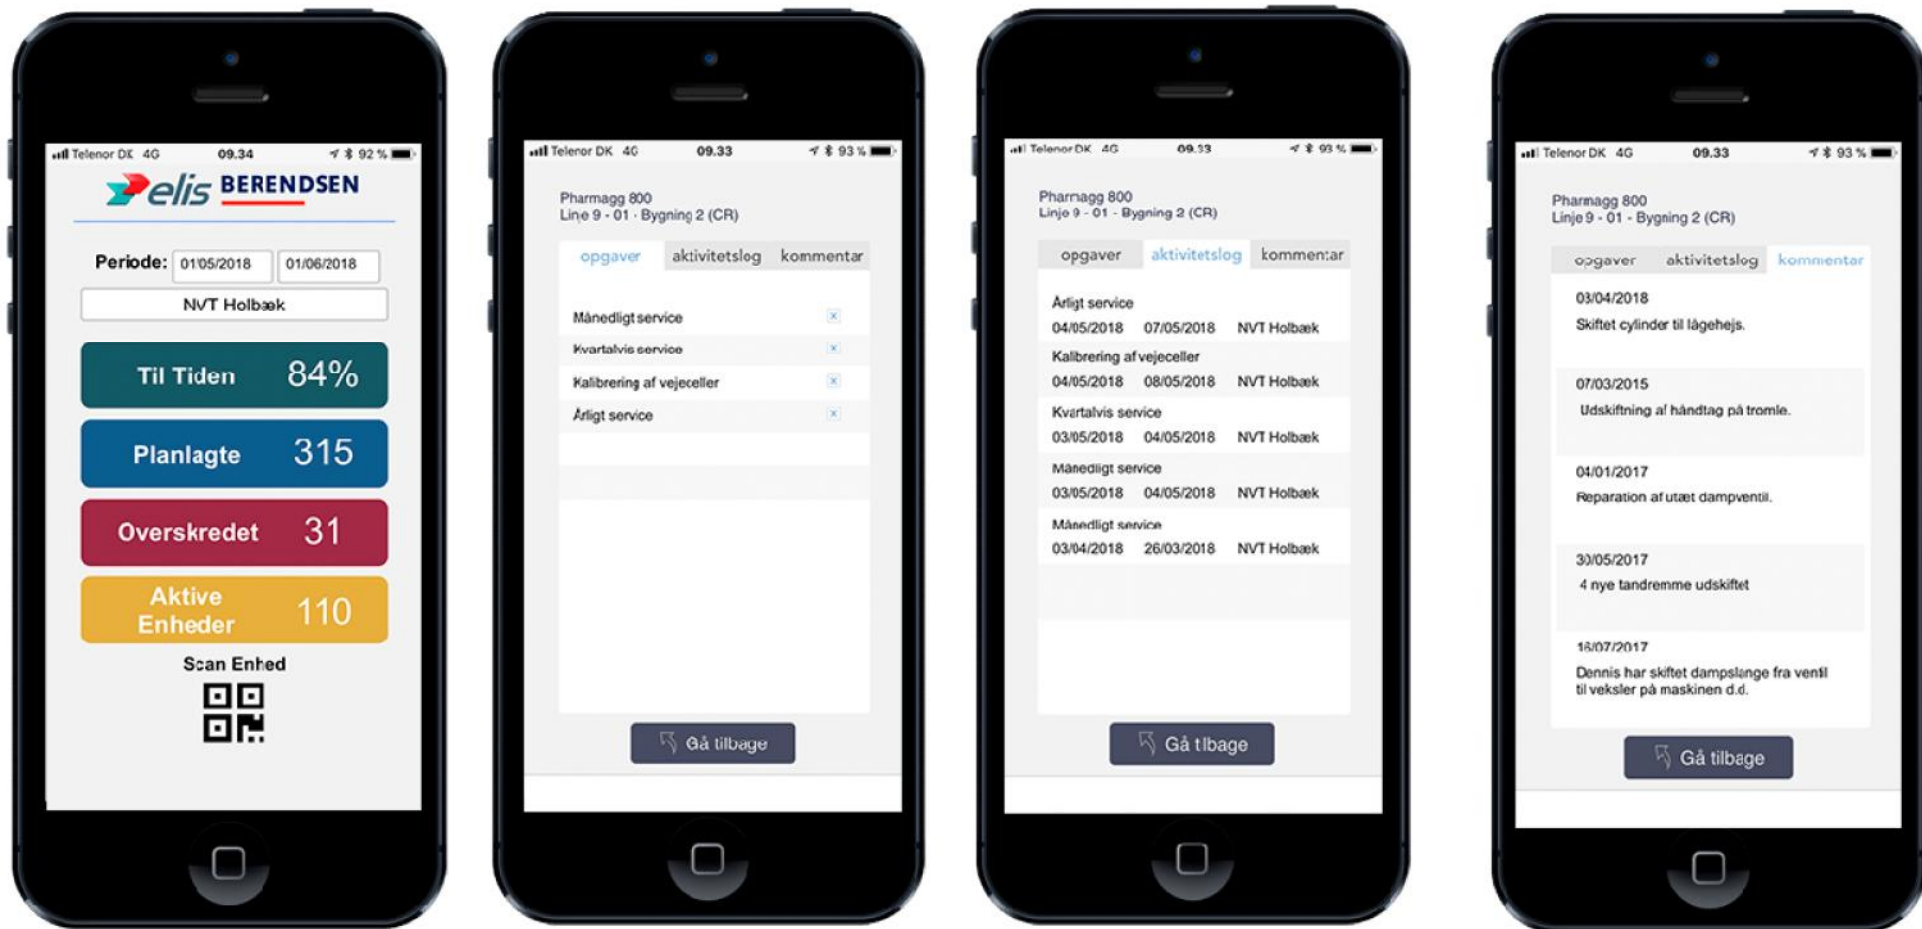 Telenor DK 4G 09.34 92 %
elis BERENDSEN
Periode: 01/05/2018 01/06/2018
NVT Holbæk
Til Tiden 84%
Planlagte 315
Overskredet 31
Aktive Enheder 110
Scan Enhed
Telenor DK 4G 09.33 93 %
Pharmagg 800
Linje 9 - 01 - Bygning 2 (CR)
opgaver aktivitetslog kommentar
Månedligt service
Kvartalvis service
Kalibrering af vejeceller
Årligt service
Gå tilbage
Telenor DK 4G 09.33 93 %
Pharmagg 800
Linje 9 - 01 - Bygning 2 (CR)
opgaver aktivitetslog kommentar
Årligt service
04/05/2018 07/05/2018 NVT Holbæk
Kalibrering af vejeceller
04/05/2018 08/05/2018 NVT Holbæk
Kvartalvis service
03/05/2018 04/05/2018 NVT Holbæk
Månedligt service
03/05/2018 04/05/2018 NVT Holbæk
Månedligt service
03/04/2018 26/03/2018 NVT Holbæk
Gå tilbage
Telenor DK 4G 09.33 93 %
Pharmagg 800
Linje 9 - 01 - Bygning 2 (CR)
opgaver aktivitetslog kommentar
03/04/2018
Skiftet cylinder til lågehejs.
07/03/2015
Udskiftning af håndtag på tromle.
04/01/2017
Reparation af utæt dampventil.
30/05/2017
4 nye tandremme udskiftet
16/07/2017
Dennis har skiftet dampslange fra ventil
til veksler på maskinen d.d.
Gå tilbage